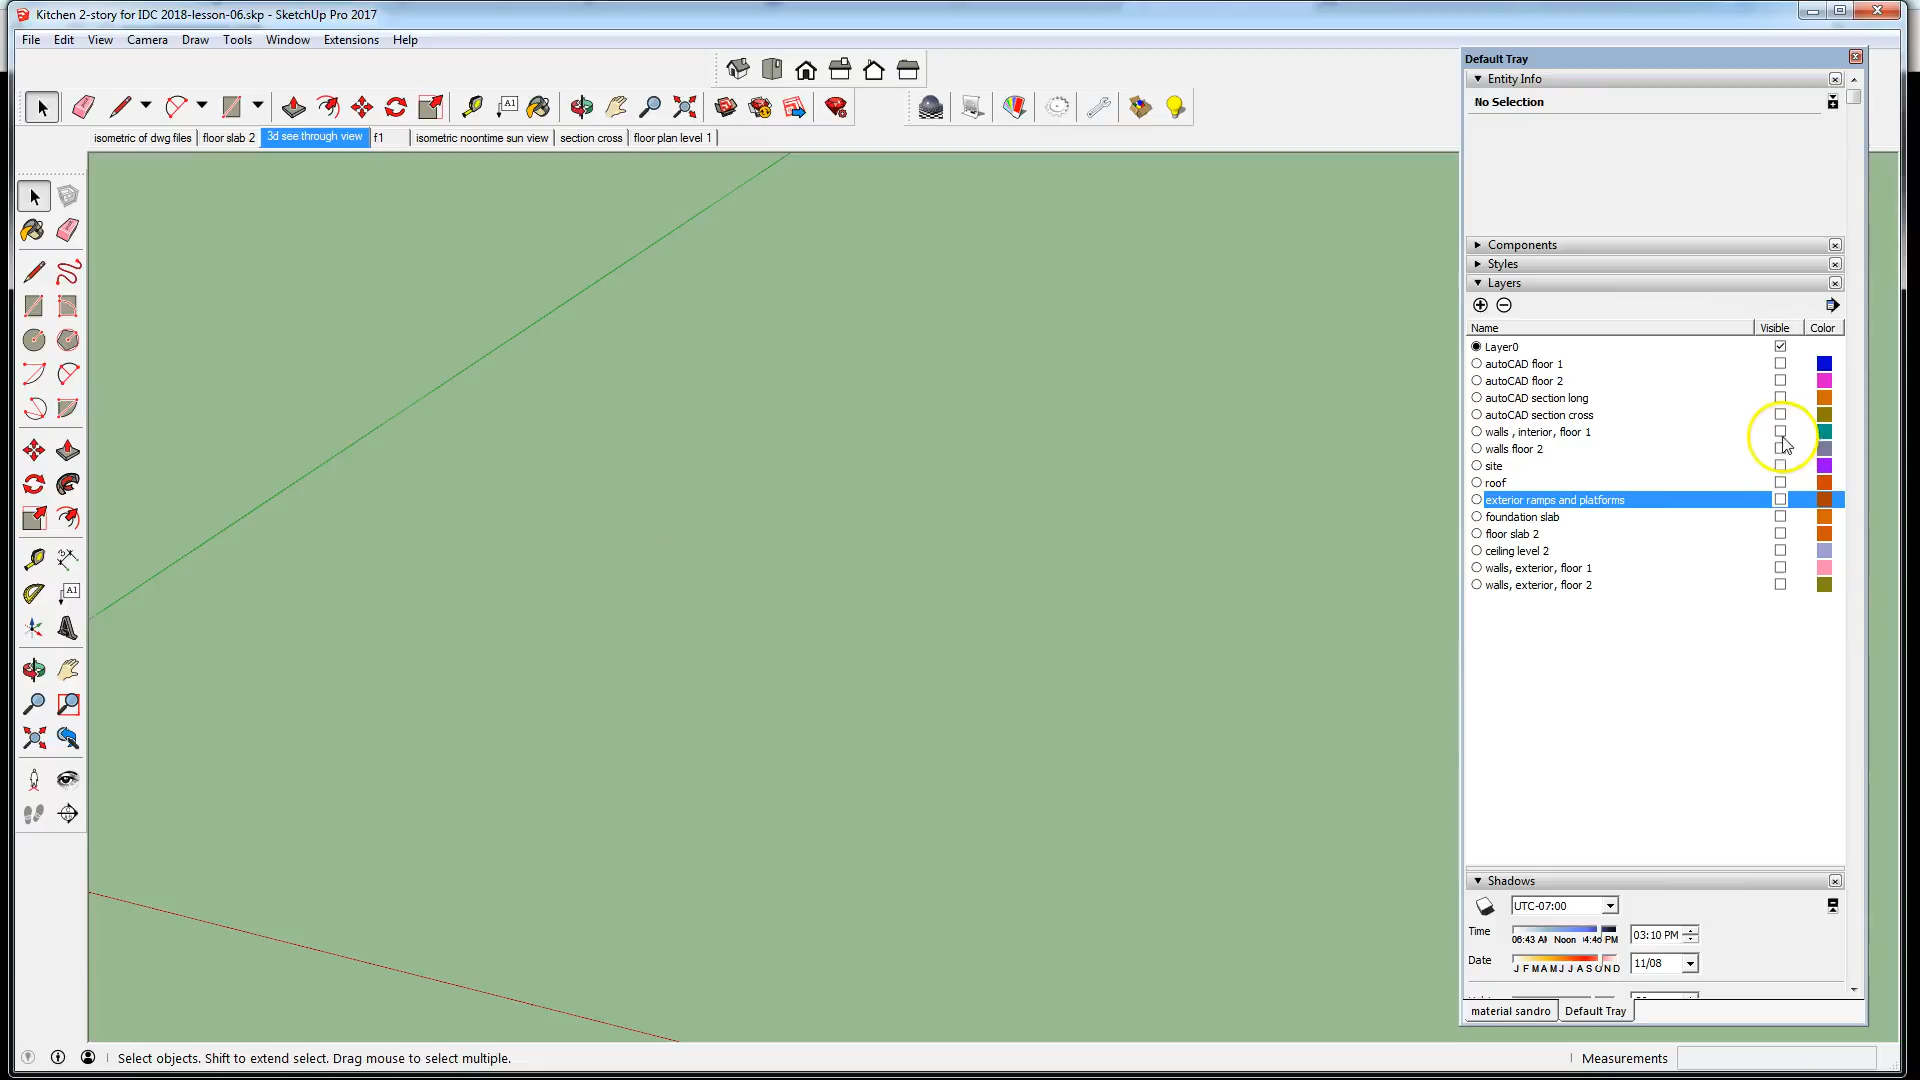 Kitchen 2-story for IDC 2018-lesson-06.skp - SketchUp Pro 2017
File Edit View Camera Draw Tools Window Extensions Help
Default Tray
Entity Info
No Selection
A1
isometric of dwg files floor slab 2 3d see through view f1 isometric noontime sun view section cross floor plan level 1
Components
Styles
Layers
Name Visible Color
Layer0
autoCAD floor 1
autoCAD floor 2
autoCAD section long
autoCAD section cross
walls , interior, floor 1
walls floor 2
site
roof
exterior ramps and platforms
foundation slab
floor slab 2
ceiling level 2
walls, exterior, floor 1
walls, exterior, floor 2
A1
Shadows
UTC-07:00
Time 03:10 PM
Noon PM
Date 11/08
J F M A M J J A S O N D
material sandro Default Tray
Select objects. Shift to extend select. Drag mouse to select multiple. Measurements